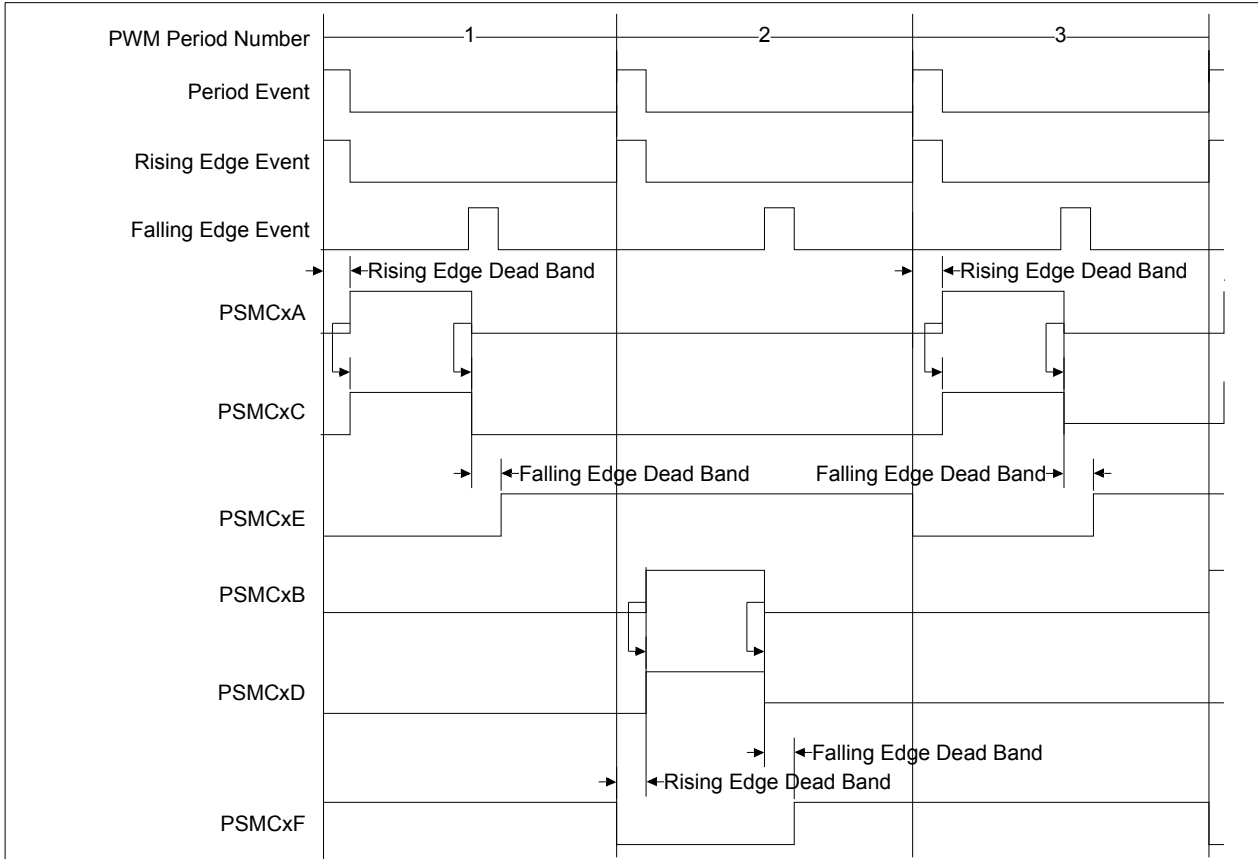 PWM Period Number
1
2
3
Period Event
Rising Edge Event
Falling Edge Event
Rising Edge Dead Band
Rising Edge Dead Band
PSMCxA
PSMCxC
Falling Edge Dead Band
Falling Edge Dead Band
PSMCxE
PSMCxB
PSMCxD
Falling Edge Dead Band
Rising Edge Dead Band
PSMCxF